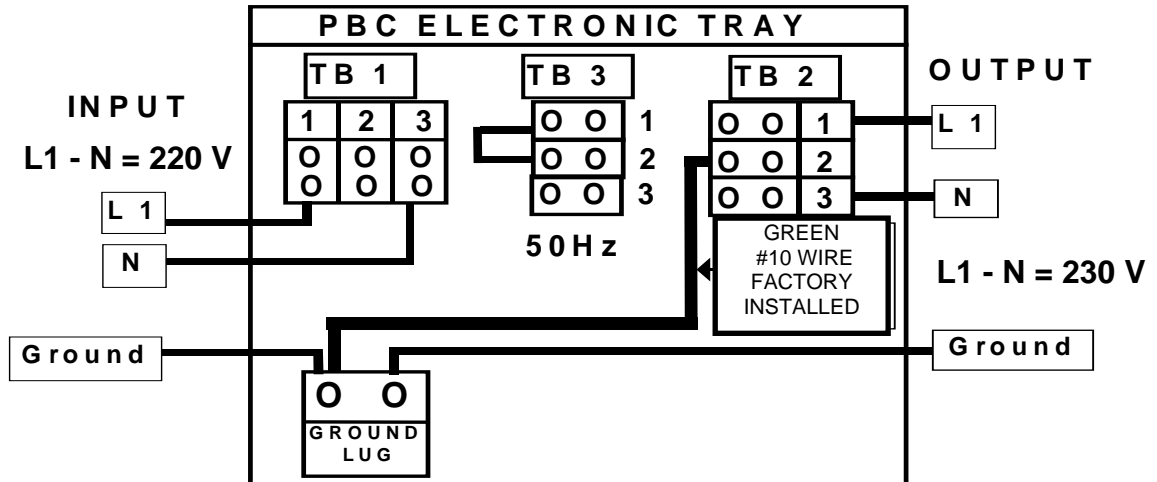 PBC ELECTRONIC TRAY
TB 1
TB 3
TB 2
OUTPUT
INPUT
L1 - N = 220 V
1 2 3
O O O
O O O
O O 1
O O 2
O O 3
50Hz
O O 1
O O 2
O O 3
L 1
N
L 1
N
GREEN
#10 WIRE
FACTORY
INSTALLED
L1 - N = 230 V
Ground
Ground
O O
GROUND
LUG